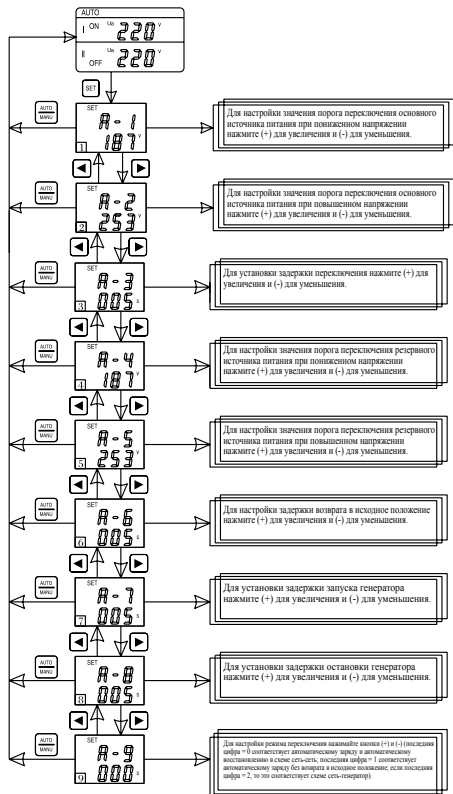 AUTO
I ON Ua 220 V
II OFF Ua 220 V
SET
AUTO
MANU
SET
A-1
187 V
1
Для настройки значения порога переключения основного
источника питания при пониженном напряжении
нажмите (+) для увеличения и (-) для уменьшения.
AUTO
MANU
SET
A-2
253 V
2
Для настройки значения порога переключения основного
источника питания при повышенном напряжении
нажмите (+) для увеличения и (-) для уменьшения.
AUTO
MANU
SET
A-3
005 S
3
Для установки задержки переключения нажмите (+) для
увеличения и (-) для уменьшения.
AUTO
MANU
SET
A-4
187 V
4
Для настройки значения порога переключения резервного
источника питания при пониженном напряжении
нажмите (+) для увеличения и (-) для уменьшения.
AUTO
MANU
SET
A-5
253 V
5
Для настройки значения порога переключения резервного
источника питания при повышенном напряжении
нажмите (+) для увеличения и (-) для уменьшения.
AUTO
MANU
SET
A-6
005 S
6
Для настройки задержки возврата в исходное положение
нажмите (+) для увеличения и (-) для уменьшения.
AUTO
MANU
SET
A-7
005 S
7
Для установки задержки запуска генератора
нажмите (+) для увеличения и (-) для уменьшения.
AUTO
MANU
SET
A-8
005 S
8
Для установки задержки остановки генератора
нажмите (+) для увеличения и (-) для уменьшения.
AUTO
MANU
SET
A-9
000 S
9
Для настройки режима переключения нажимайте кнопки (+) и (-) (последняя
цифра = 0 соответствует автоматическому заряду и автоматическому
восстановлению в схеме сеть-сеть; последняя цифра = 1 соответствует
автоматическому заряду без возврата в исходное положение; если последняя
цифра = 2, то это соответствует схеме сеть-генератор).